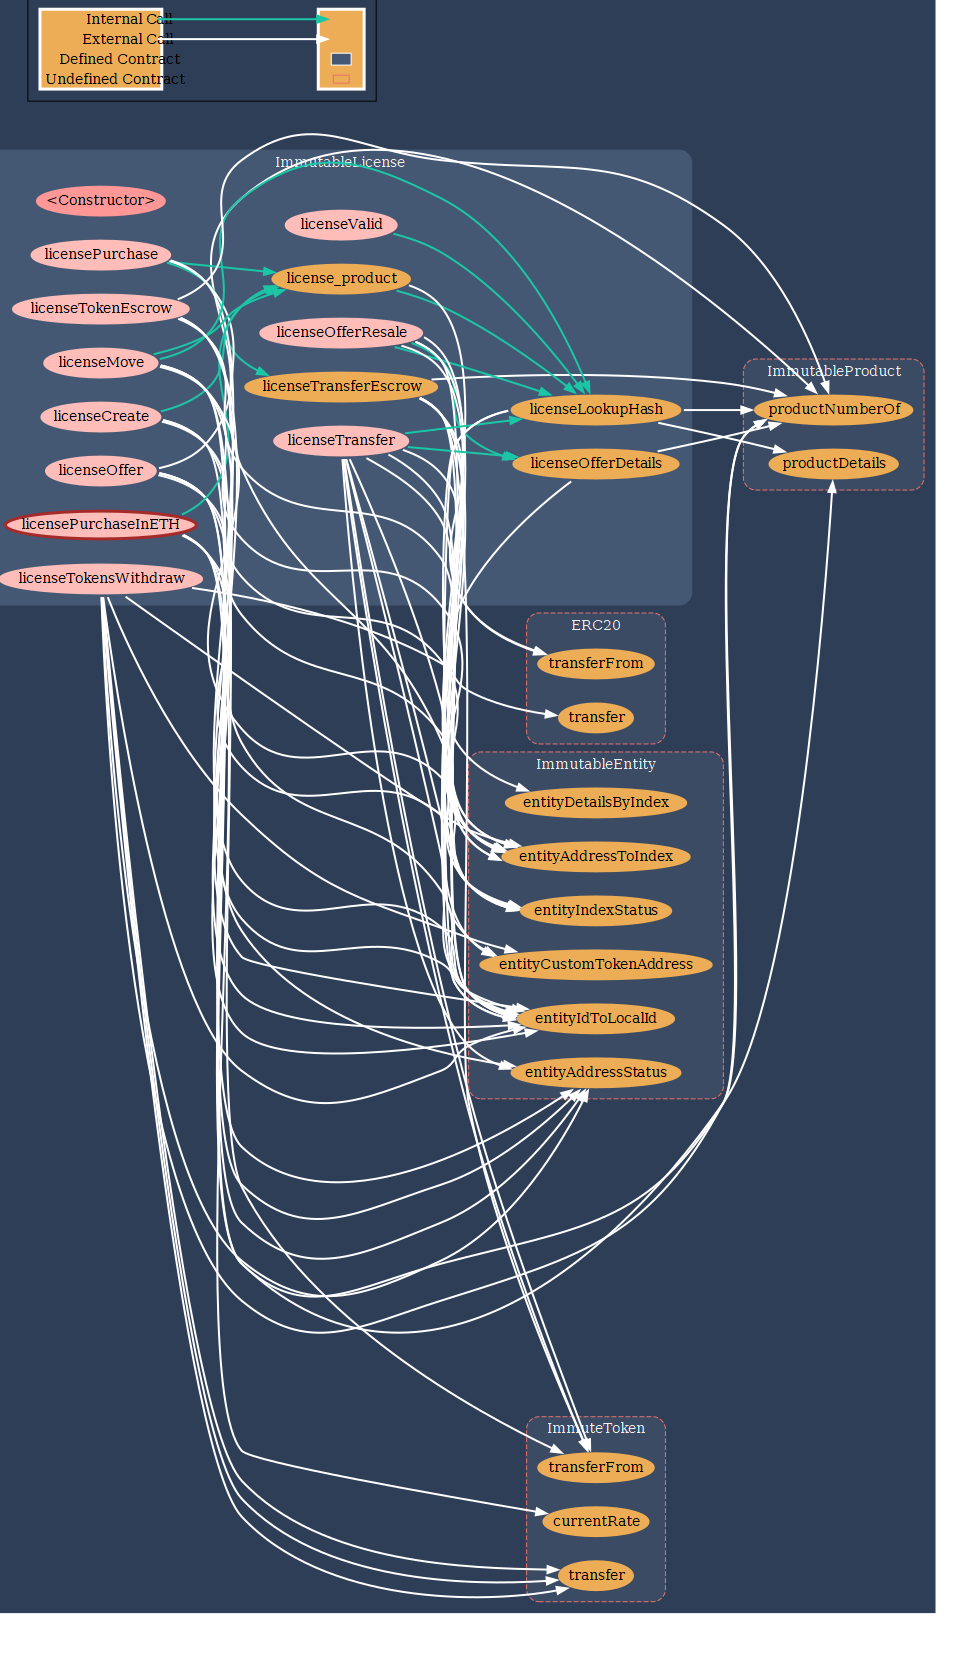 Internal Call
External Call
Defined Contract
Undefined Contract
ImmutableLicense
<Constructor>
licensePurchase
licenseTokenEscrow
licenseMove
licenseCreate
licenseOffer
licensePurchaseInETH
licenseTokensWithdraw
licenseValid
license_product
licenseOfferResale
licenseTransferEscrow
licenseTransfer
licenseLookupHash
licenseOfferDetails
ImmutableProduct
productNumberOf
productDetails
ERC20
transferFrom
transfer
ImmutableEntity
entityDetailsByIndex
entityAddressToIndex
entityIndexStatus
entityCustomTokenAddress
entityIdToLocalId
entityAddressStatus
ImmuteToken
transferFrom
currentRate
transfer